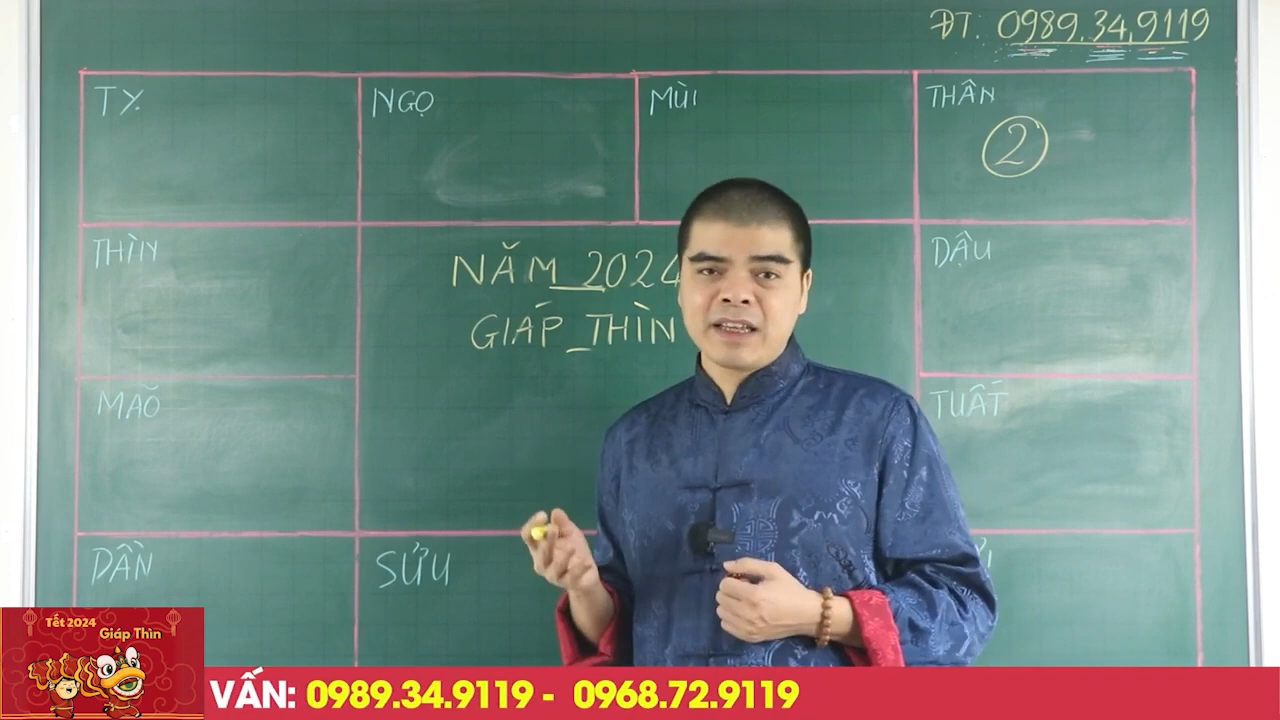 ĐT: 0989.34.9119
TỴ
NGỌ
MÙI
THÂN
2
THÌN
NĂM 2024
DẬU
GIÁP THÌN
MÃO
TUẤT
DẦN
SỬU
Tết 2024
Giáp Thìn
VẤN: 0989.34.9119 - 0968.72.9119